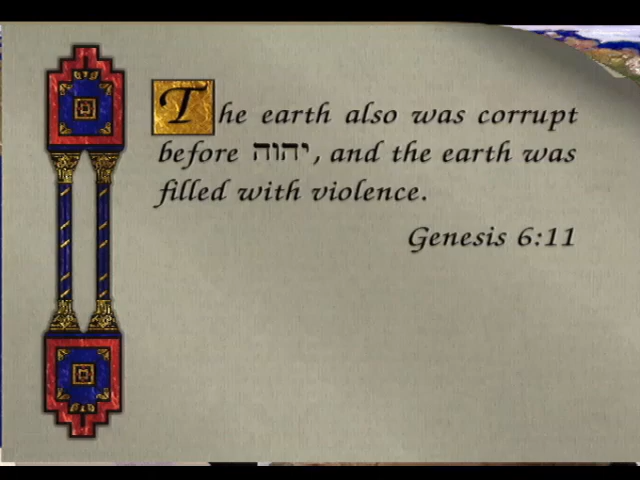 The earth also was corrupt
before יהוה, and the earth was
filled with violence.
Genesis 6:11